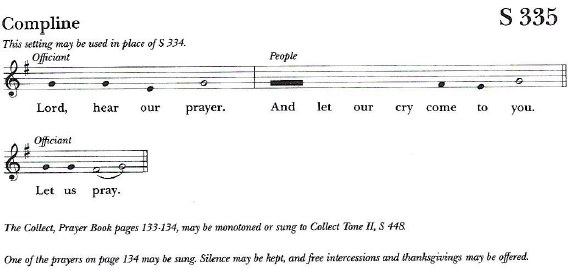 Compline S 335
This setting may be used in place of S 334.
Officiant People
Lord, hear our prayer. And let our cry come to you.
Officiant
Let us pray.
The Collect, Prayer Book pages 133-134, may be monotoned or sung to Collect Tone II, S 448.
One of the prayers on page 134 may be sung. Silence may be kept, and free intercessions and thanksgivings may be offered.